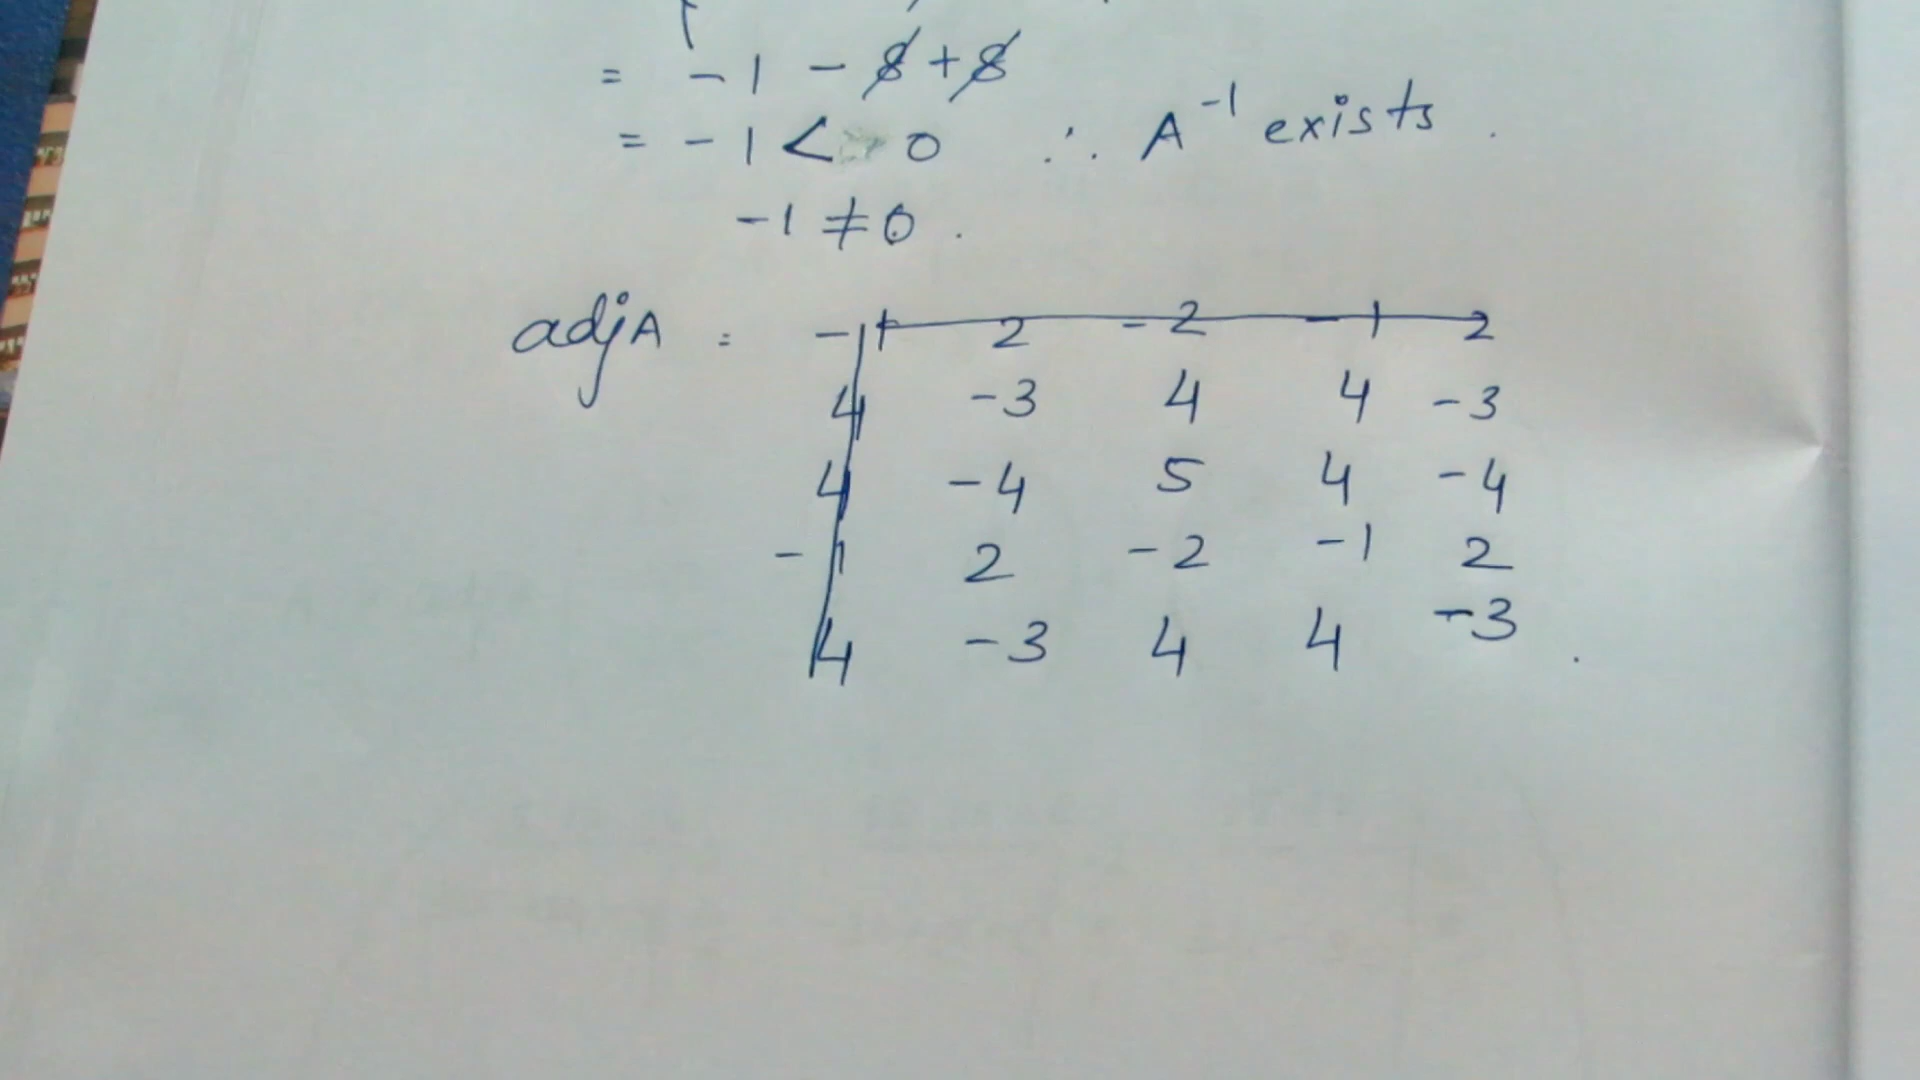 = -1 - 8 + 8
= -1 < 0 ∴ A⁻¹ exists .
-1 ≠ 0 .
adjA = -1 2 -2 -1 2
4 -3 4 4 -3
4 -4 5 4 -4
-1 2 -2 -1 2
4 -3 4 4 -3 .